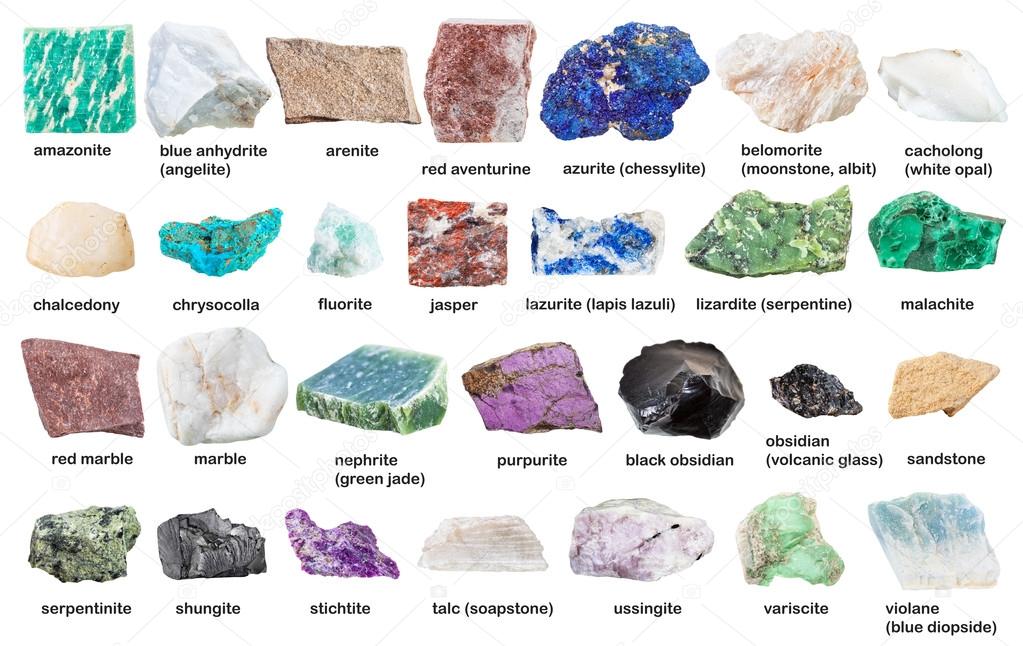 amazonite
blue anhydrite
(angelite)
arenite
red aventurine
azurite (chessylite)
belomorite
(moonstone, albit)
cacholong
(white opal)
chalcedony
chrysocolla
fluorite
jasper
lazurite (lapis lazuli)
lizardite (serpentine)
malachite
red marble
marble
nephrite
(green jade)
purpurite
black obsidian
obsidian
(volcanic glass)
sandstone
serpentinite
shungite
stichtite
talc (soapstone)
ussingite
variscite
violane
(blue diopside)